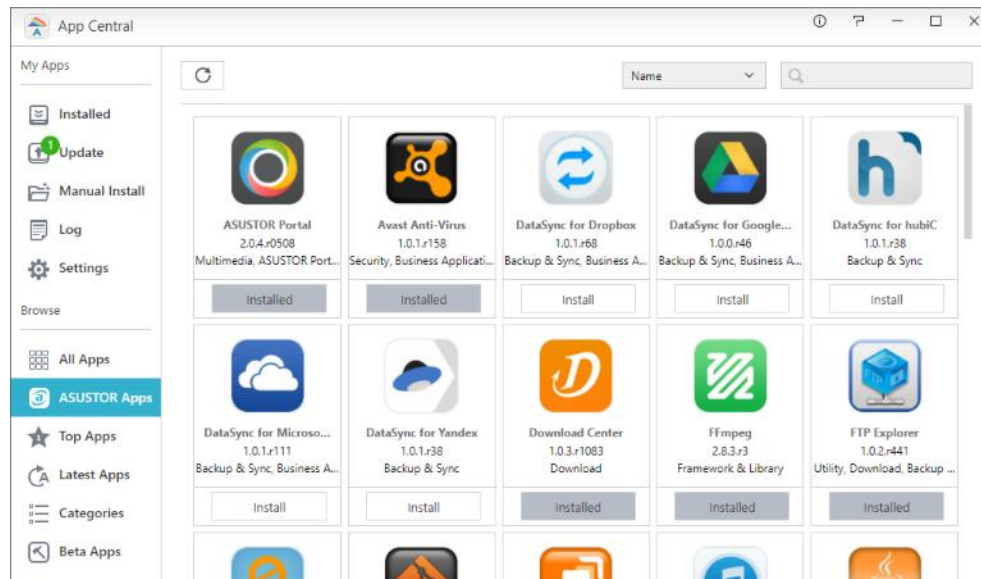 App Central
My Apps
Installed
1
Update
Manual Install
Log
Settings
Browse
All Apps
ASUSTOR Apps
Top Apps
Latest Apps
Categories
Beta Apps
Name
ASUSTOR Portal
2.0.4.r0508
Multimedia, ASUSTOR Port...
Installed
Avast Anti-Virus
1.0.1.r158
Security, Business Applicati...
Installed
DataSync for Dropbox
1.0.1.r68
Backup & Sync, Business A...
Install
DataSync for Google...
1.0.0.r46
Backup & Sync, Business A...
Install
DataSync for hubiC
1.0.1.r38
Backup & Sync
Install
DataSync for Microso...
1.0.1.r111
Backup & Sync, Business A...
Install
DataSync for Yandex
1.0.1.r38
Backup & Sync
Install
Download Center
1.0.3.r1083
Download
Installed
FFmpeg
2.8.3.r3
Framework & Library
Installed
FTP Explorer
1.0.2.r441
Utility, Download, Backup ...
Installed